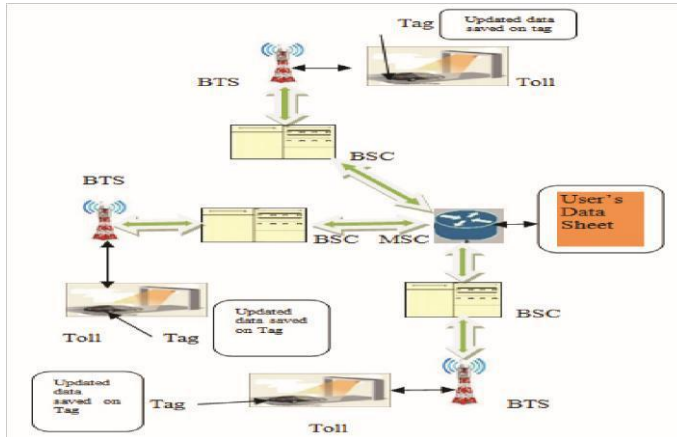 Tag
Updated data
saved on tag
BTS
Toll
BSC
BTS
User's
Data
Sheet
BSC
MSC
Updated
data saved
on Tag
Toll
Tag
BSC
Updated
data
saved on
Tag
Tag
BTS
Toll